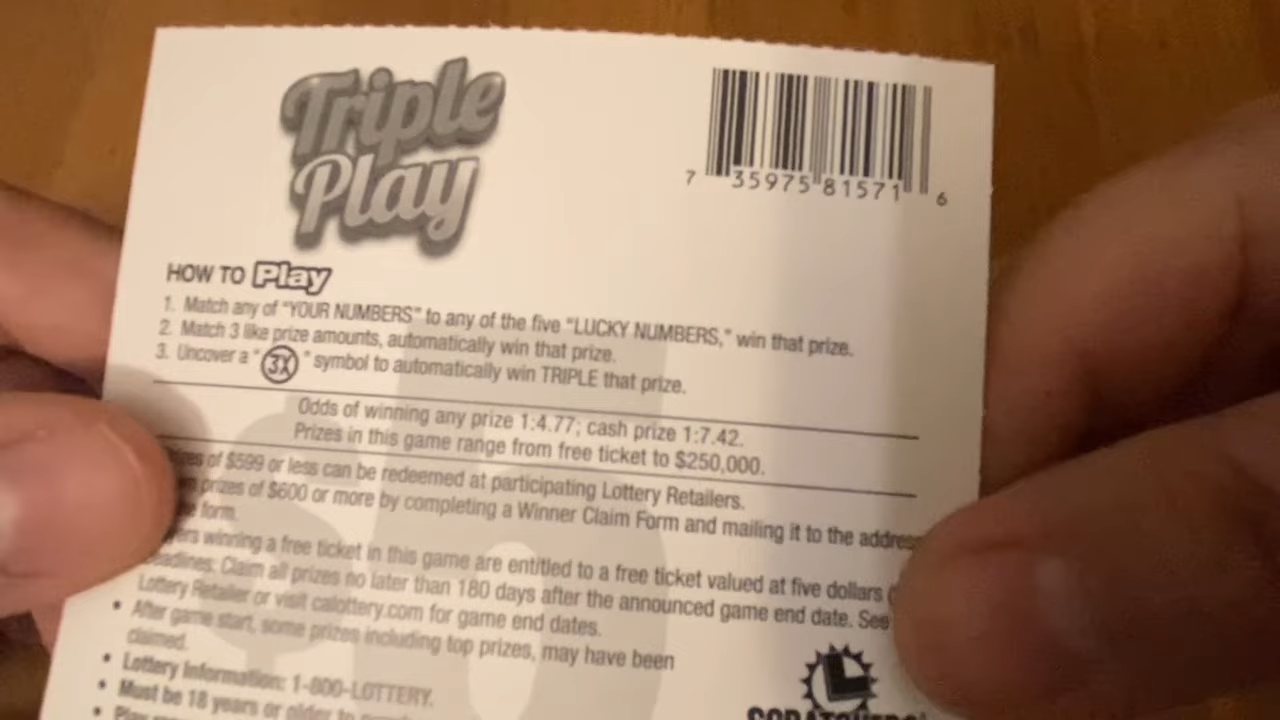 Triple
Play
7 35975 81571 6
HOW TO Play
1. Match any of "YOUR NUMBERS" to any of the five "LUCKY NUMBERS," win that prize.
2. Match 3 like prize amounts, automatically win that prize.
3. Uncover a "3X" symbol to automatically win TRIPLE that prize.
Odds of winning any prize 1:4.77; cash prize 1:7.42.
Prizes in this game range from free ticket to $250,000.
of $599 or less can be redeemed at participating Lottery Retailers.
prizes of $600 or more by completing a Winner Claim Form and mailing it to the address
form.
winning a free ticket in this game are entitled to a free ticket valued at five dollars
Deadlines: Claim all prizes no later than 180 days after the announced game end date. See
Lottery Retailer or visit calottery.com for game end dates.
• After game start, some prizes including top prizes, may have been
claimed.
• Lottery Information: 1-800-LOTTERY.
• Must be 18 years or older to
• Play
SCRATCHERS